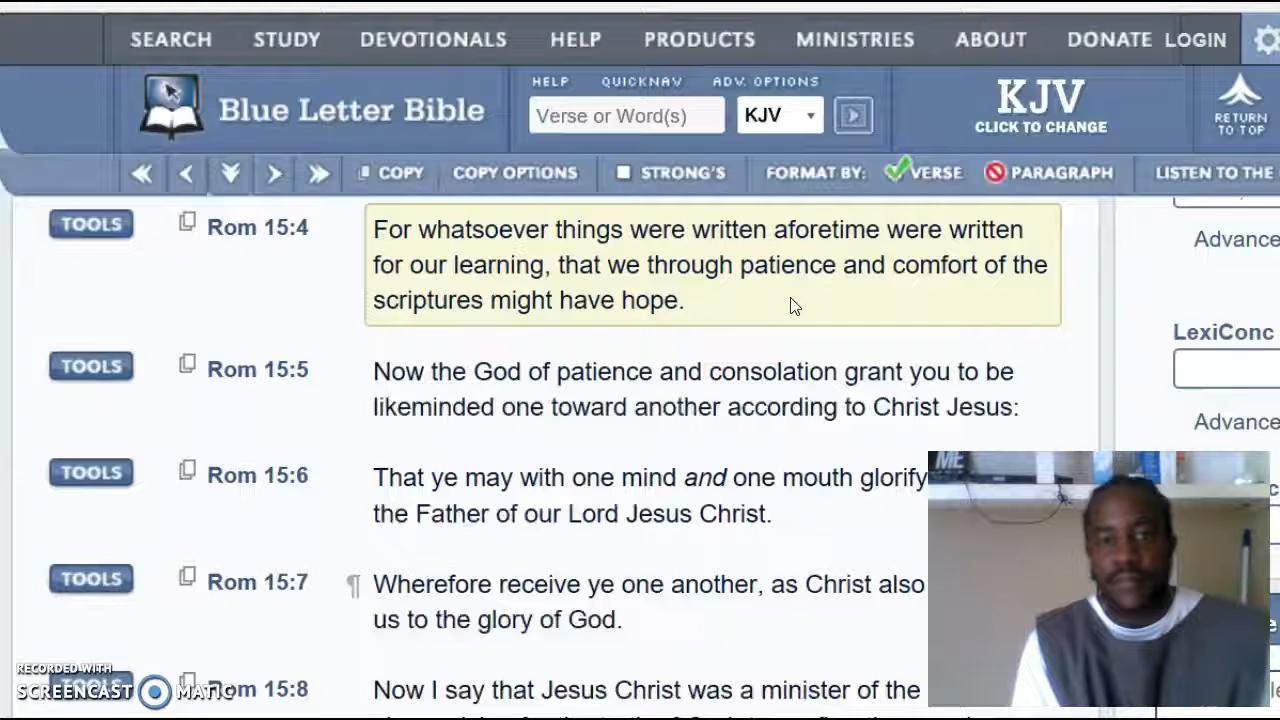 SEARCH STUDY DEVOTIONALS HELP PRODUCTS MINISTRIES ABOUT DONATE LOGIN
HELP QUICKNAV ADV. OPTIONS
Blue Letter Bible
Verse or Word(s) KJV
KJV
CLICK TO CHANGE
RETURN
TO TOP
COPY COPY OPTIONS STRONG'S FORMAT BY: VERSE PARAGRAPH LISTEN TO THE
TOOLS Rom 15:4 For whatsoever things were written aforetime were written
for our learning, that we through patience and comfort of the
scriptures might have hope.
Advance
LexiConc
TOOLS Rom 15:5 Now the God of patience and consolation grant you to be
likeminded one toward another according to Christ Jesus:
Advance
TOOLS Rom 15:6 That ye may with one mind and one mouth glorify
the Father of our Lord Jesus Christ.
ME
TOOLS Rom 15:7 ¶ Wherefore receive ye one another, as Christ also
us to the glory of God.
TOOLS Rom 15:8 Now I say that Jesus Christ was a minister of the
RECORDED WITH
SCREENCAST MATIC